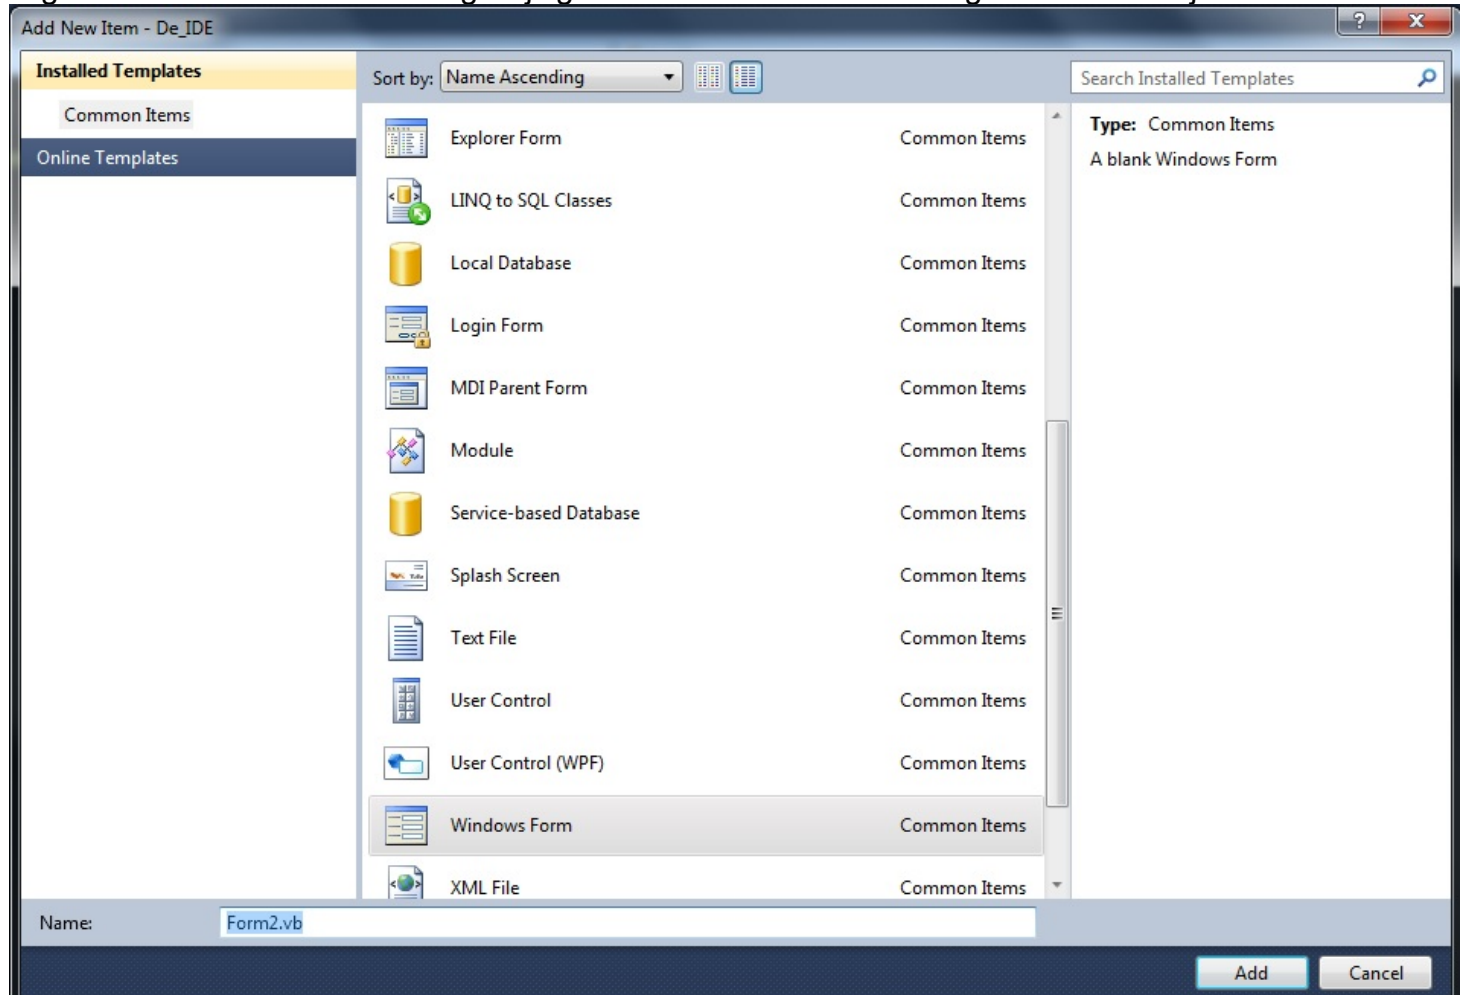 Add New Item - De_IDE
Installed Templates
Common Items
Online Templates
Sort by: Name Ascending
Search Installed Templates
Explorer Form Common Items
LINQ to SQL Classes Common Items
Local Database Common Items
Login Form Common Items
MDI Parent Form Common Items
Module Common Items
Service-based Database Common Items
Splash Screen Common Items
Text File Common Items
User Control Common Items
User Control (WPF) Common Items
Windows Form Common Items
XML File Common Items
Type: Common Items
A blank Windows Form
Name: Form2.vb
Add Cancel